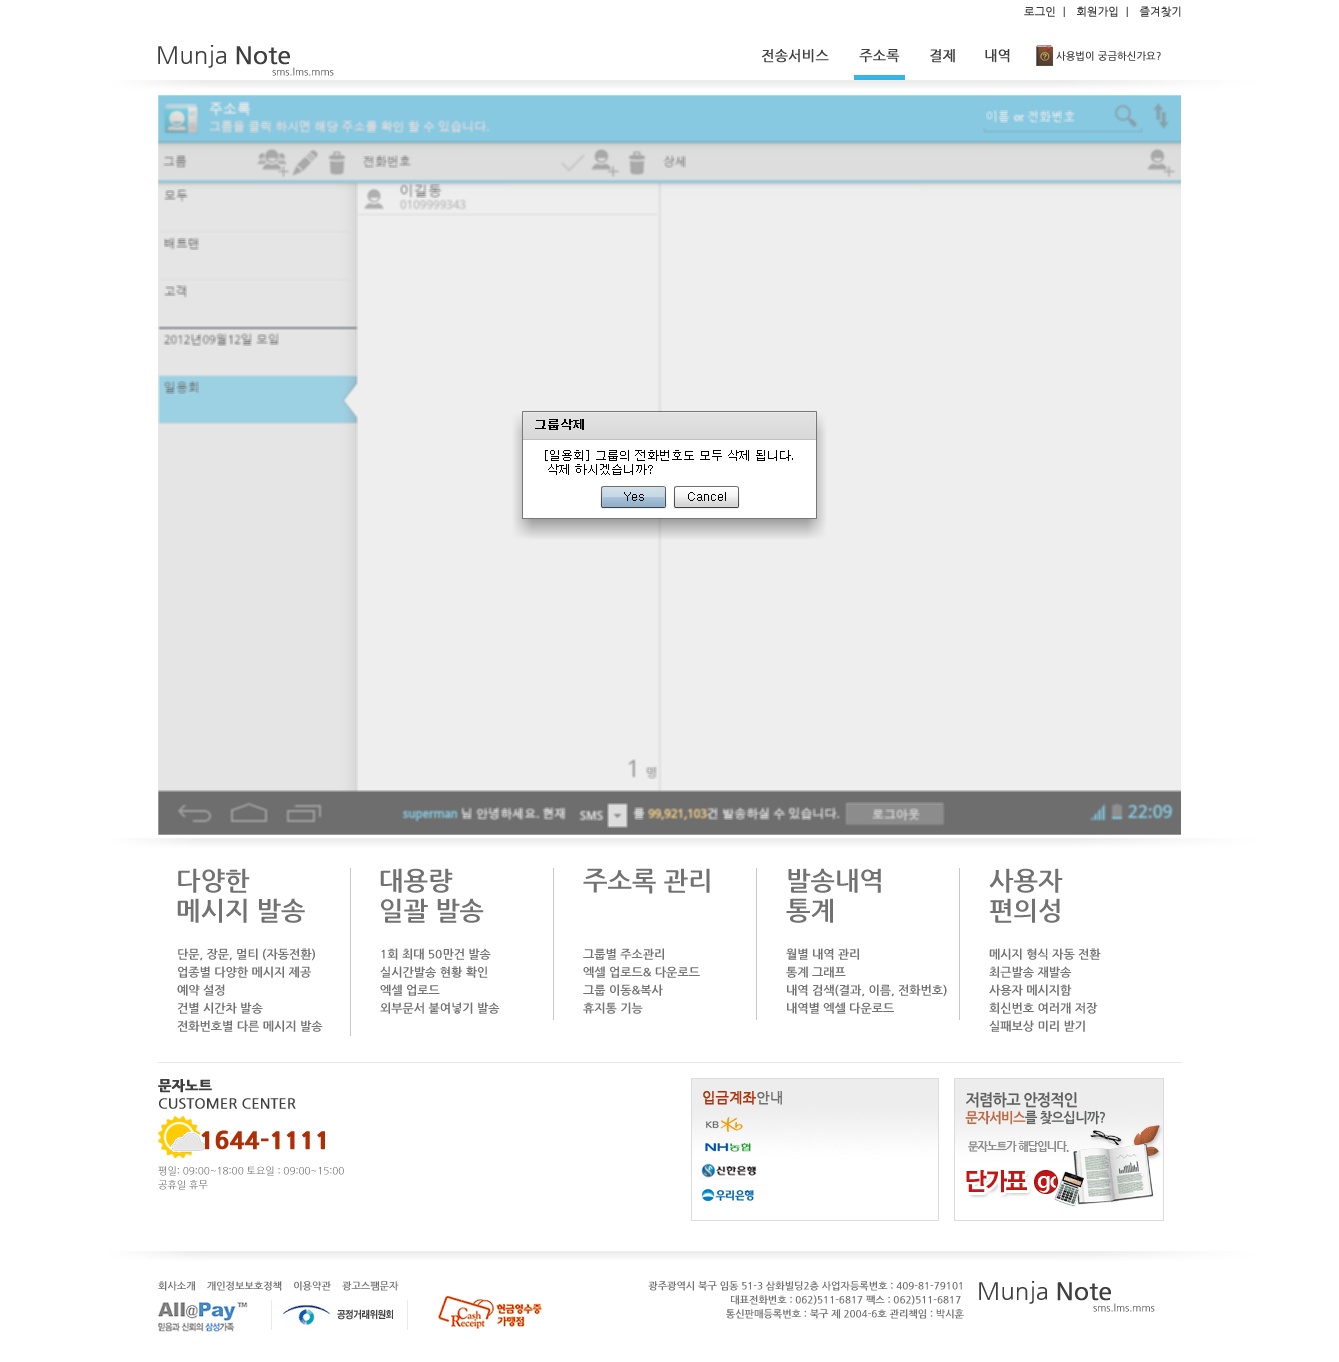 로그인 | 회원가입 | 즐겨찾기
Munja Note
sms.lms.mms
전송서비스 주소록 결제 내역 사용법이 궁금하신가요?
주소록
그룹을 클릭 하시면 해당 주소를 확인 할 수 있습니다.
이름 or 전화번호
그룹 전화번호 상세
모두
배트맨
고객
2012년09월12일 모임
일용회
이길동
0109999343
그룹삭제
[일용회] 그룹의 전화번호도 모두 삭제 됩니다.
삭제 하시겠습니까?
Yes Cancel
1 명
superman 님 안녕하세요. 현재 SMS 를 99,921,103건 발송하실 수 있습니다. 로그아웃 22:09
다양한
메시지 발송
단문, 장문, 멀티 (자동전환)
업종별 다양한 메시지 제공
예약 설정
건별 시간차 발송
전화번호별 다른 메시지 발송
대용량
일괄 발송
1회 최대 50만건 발송
실시간발송 현황 확인
엑셀 업로드
외부문서 붙여넣기 발송
주소록 관리
그룹별 주소관리
엑셀 업로드& 다운로드
그룹 이동&복사
휴지통 기능
발송내역
통계
월별 내역 관리
통계 그래프
내역 검색(결과, 이름, 전화번호)
내역별 엑셀 다운로드
사용자
편의성
메시지 형식 자동 전환
최근발송 재발송
사용자 메시지함
회신번호 여러개 저장
실패보상 미리 받기
문자노트
CUSTOMER CENTER
1644-1111
평일: 09:00~18:00 토요일 : 09:00~15:00
공휴일 휴무
입금계좌안내
KB
NH농협
신한은행
우리은행
저렴하고 안정적인
문자서비스를 찾으십니까?
문자노트가 해답입니다.
단가표 go
회사소개 개인정보보호정책 이용약관 광고스팸문자
All@Pay™
믿음과 신뢰의 삼성가족
공정거래위원회
Cash Receipt
현금영수증
가맹점
광주광역시 북구 임동 51-3 삼화빌딩2층 사업자등록번호 : 409-81-79101
대표전화번호 : 062)511-6817 팩스 : 062)511-6817
통신판매등록번호 : 북구 제 2004-6호 관리책임 : 박시훈
Munja Note
sms.lms.mms